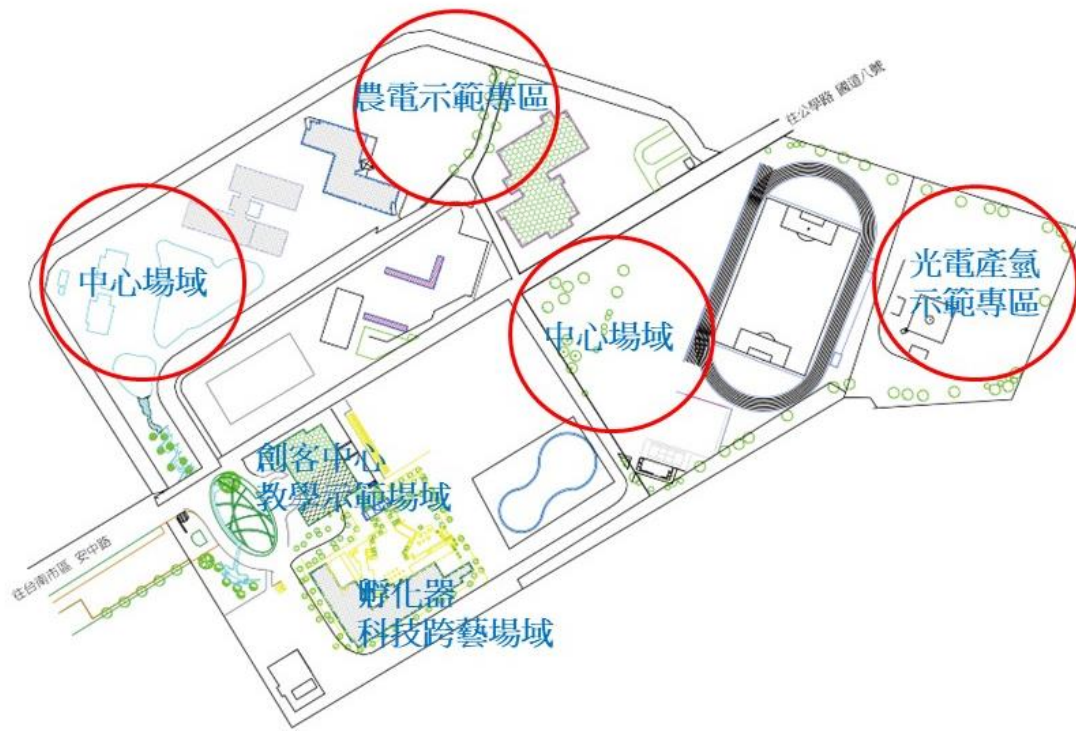 往公學路 國道八號
農電示範專區
中心場域
光電產氫
示範專區
中心場域
創客中心
教學示範場域
往台南市區 安中路
孵化器
科技跨藝場域